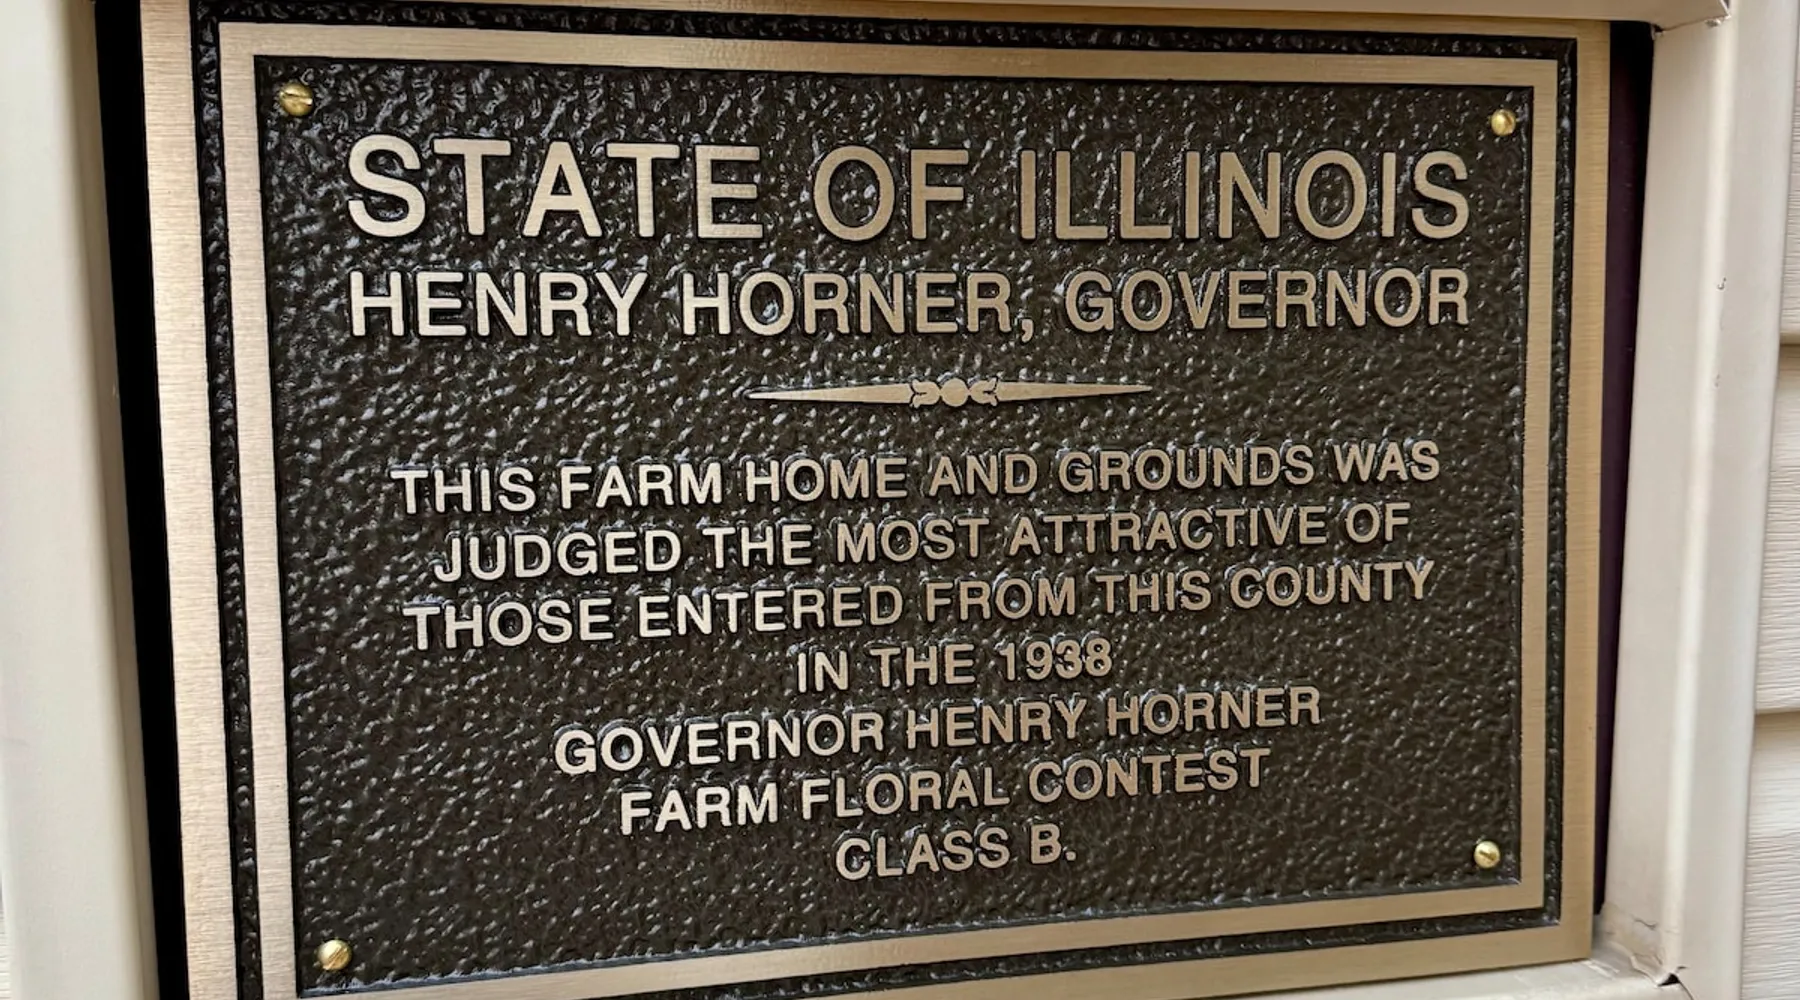 STATE OF ILLINOIS
HENRY HORNER, GOVERNOR
THIS FARM HOME AND GROUNDS WAS
JUDGED THE MOST ATTRACTIVE OF
THOSE ENTERED FROM THIS COUNTY
IN THE 1938
GOVERNOR HENRY HORNER
FARM FLORAL CONTEST
CLASS B.